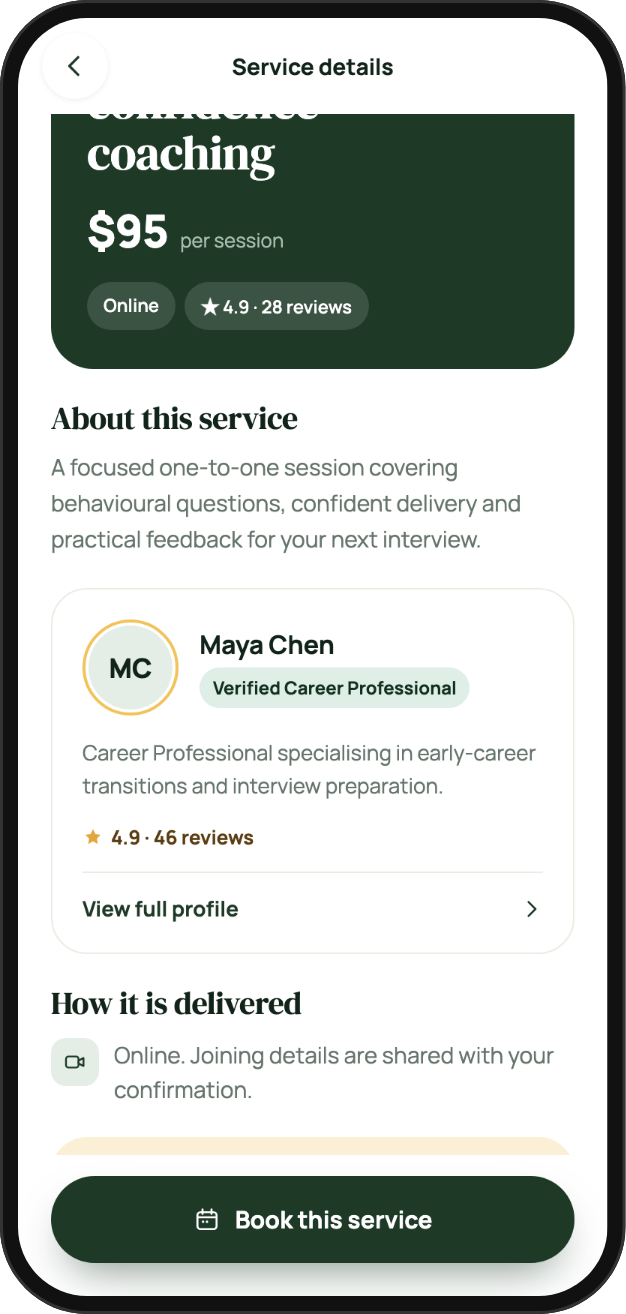 Service details
coaching
$95 per session
Online
★ 4.9 · 28 reviews
About this service
A focused one-to-one session covering
behavioural questions, confident delivery and
practical feedback for your next interview.
MC
Maya Chen
Verified Career Professional
Career Professional specialising in early-career
transitions and interview preparation.
★ 4.9 · 46 reviews
View full profile
How it is delivered
Online. Joining details are shared with your
confirmation.
Book this service